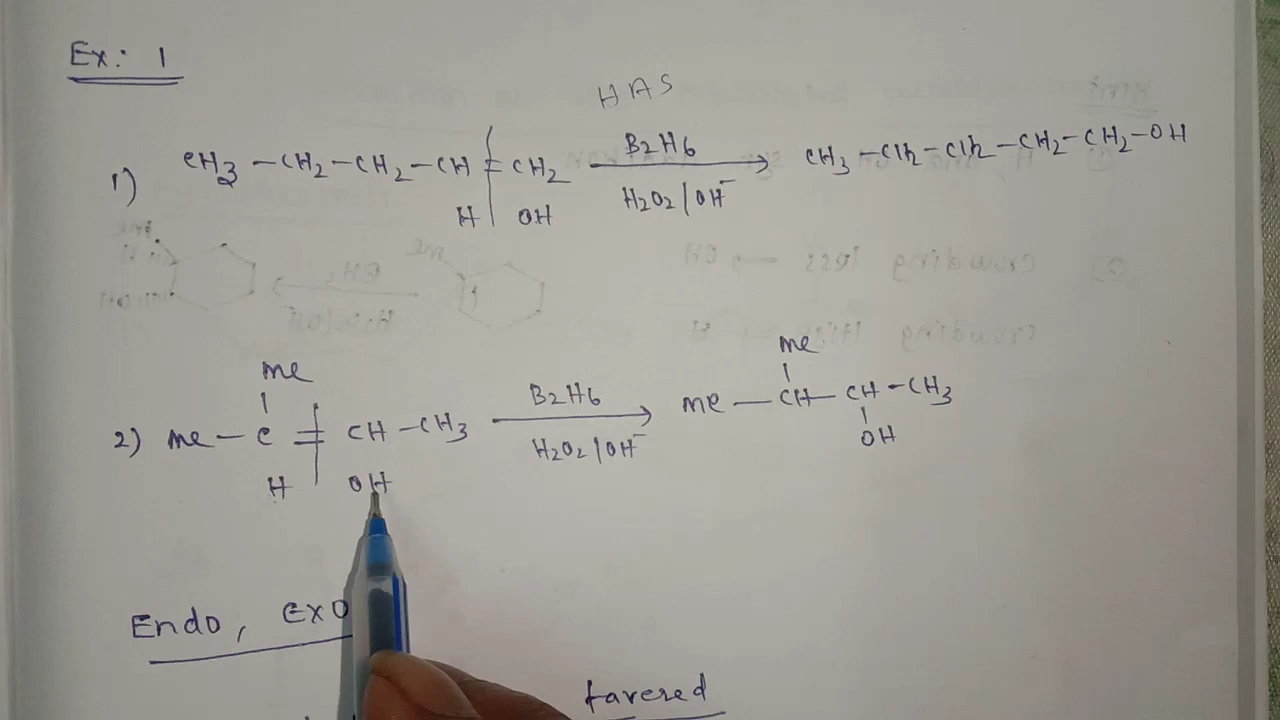 Ex: 1
HAS
1) CH3 -CH2 -CH2 -CH = CH2 B2H6 H2O2/OH⁻ → CH3 -CH2 -CH2 -CH2 -CH2 -OH
H OH
me me
2) me - C = CH -CH3 B2H6 H2O2/OH⁻ → me — CH - CH -CH3
H OH OH
Endo, EXO
favered